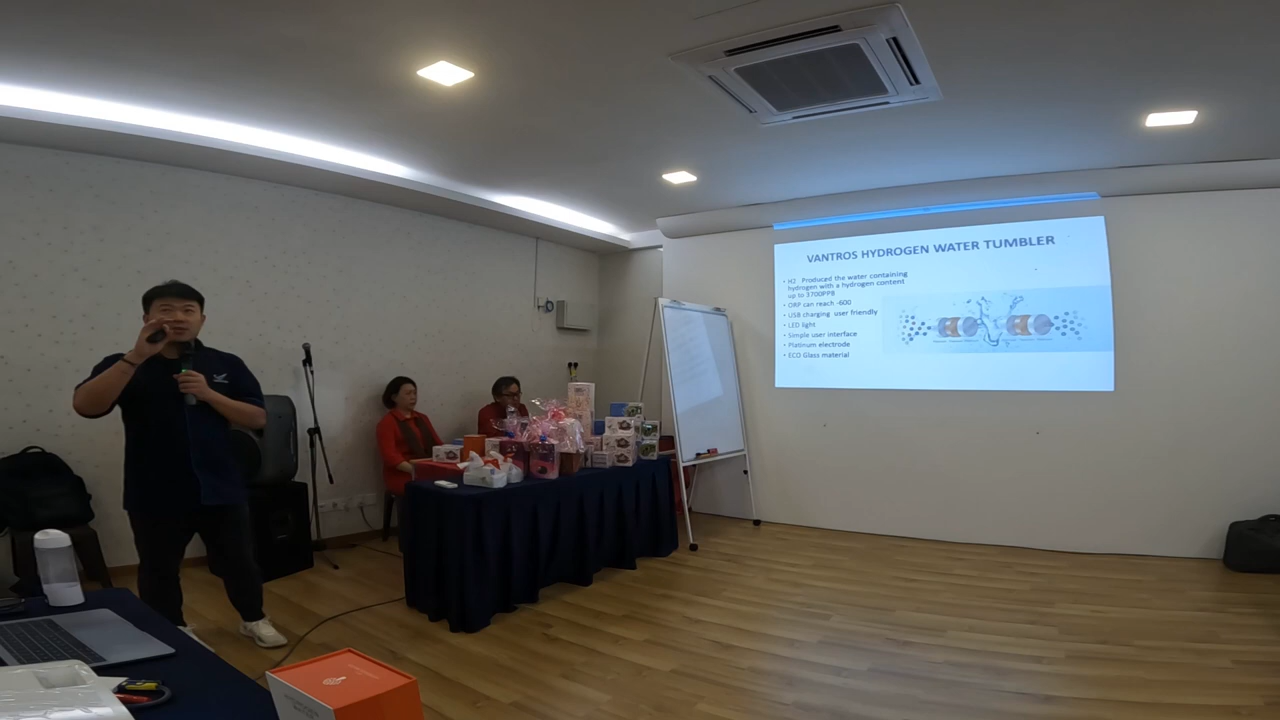 VANTROS HYDROGEN WATER TUMBLER
• H2 Produced the water containing
hydrogen with a hydrogen content
up to 3700PPB
• ORP can reach -600
• USB charging user friendly
• LED light
• Simple user interface
• Platinum electrode
• ECO Glass material